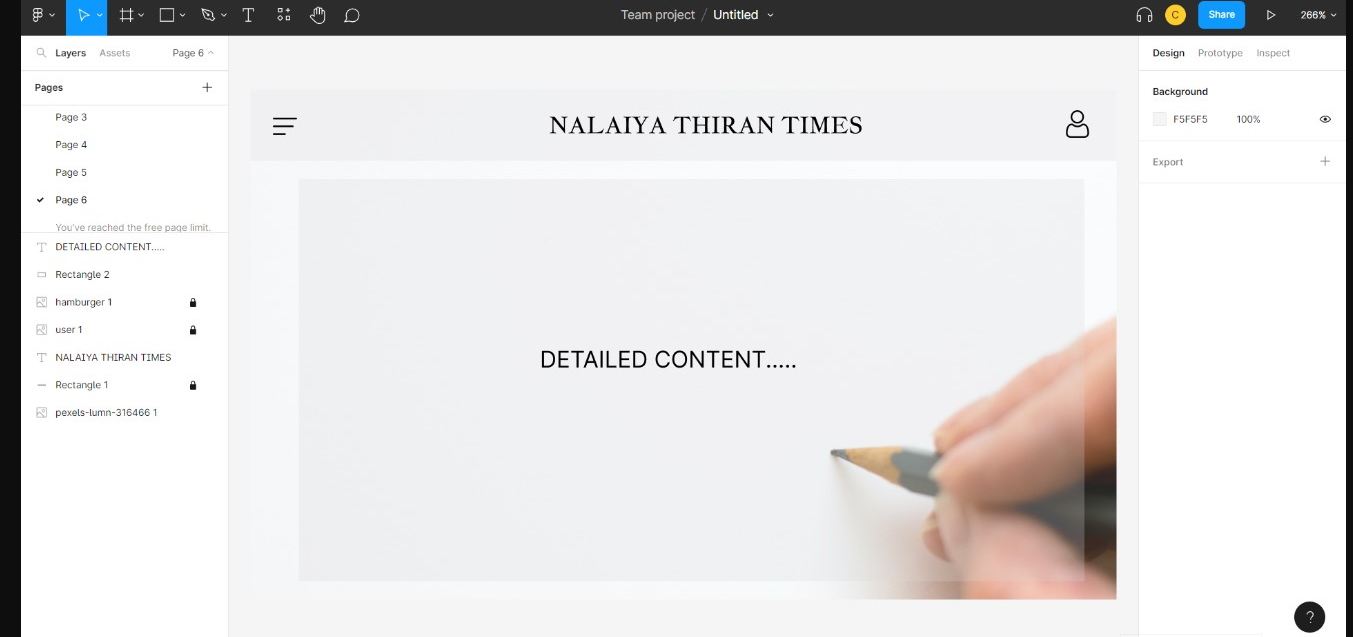 Team project / Untitled
C
Share
266%
Layers Assets Page 6
Design Prototype Inspect
Pages
Page 3
Page 4
Page 5
Page 6
You've reached the free page limit.
DETAILED CONTENT.....
Rectangle 2
hamburger 1
user 1
NALAIYA THIRAN TIMES
Rectangle 1
pexels-lumn-316466 1
NALAIYA THIRAN TIMES
DETAILED CONTENT.....
Background
F5F5F5 100%
Export
?